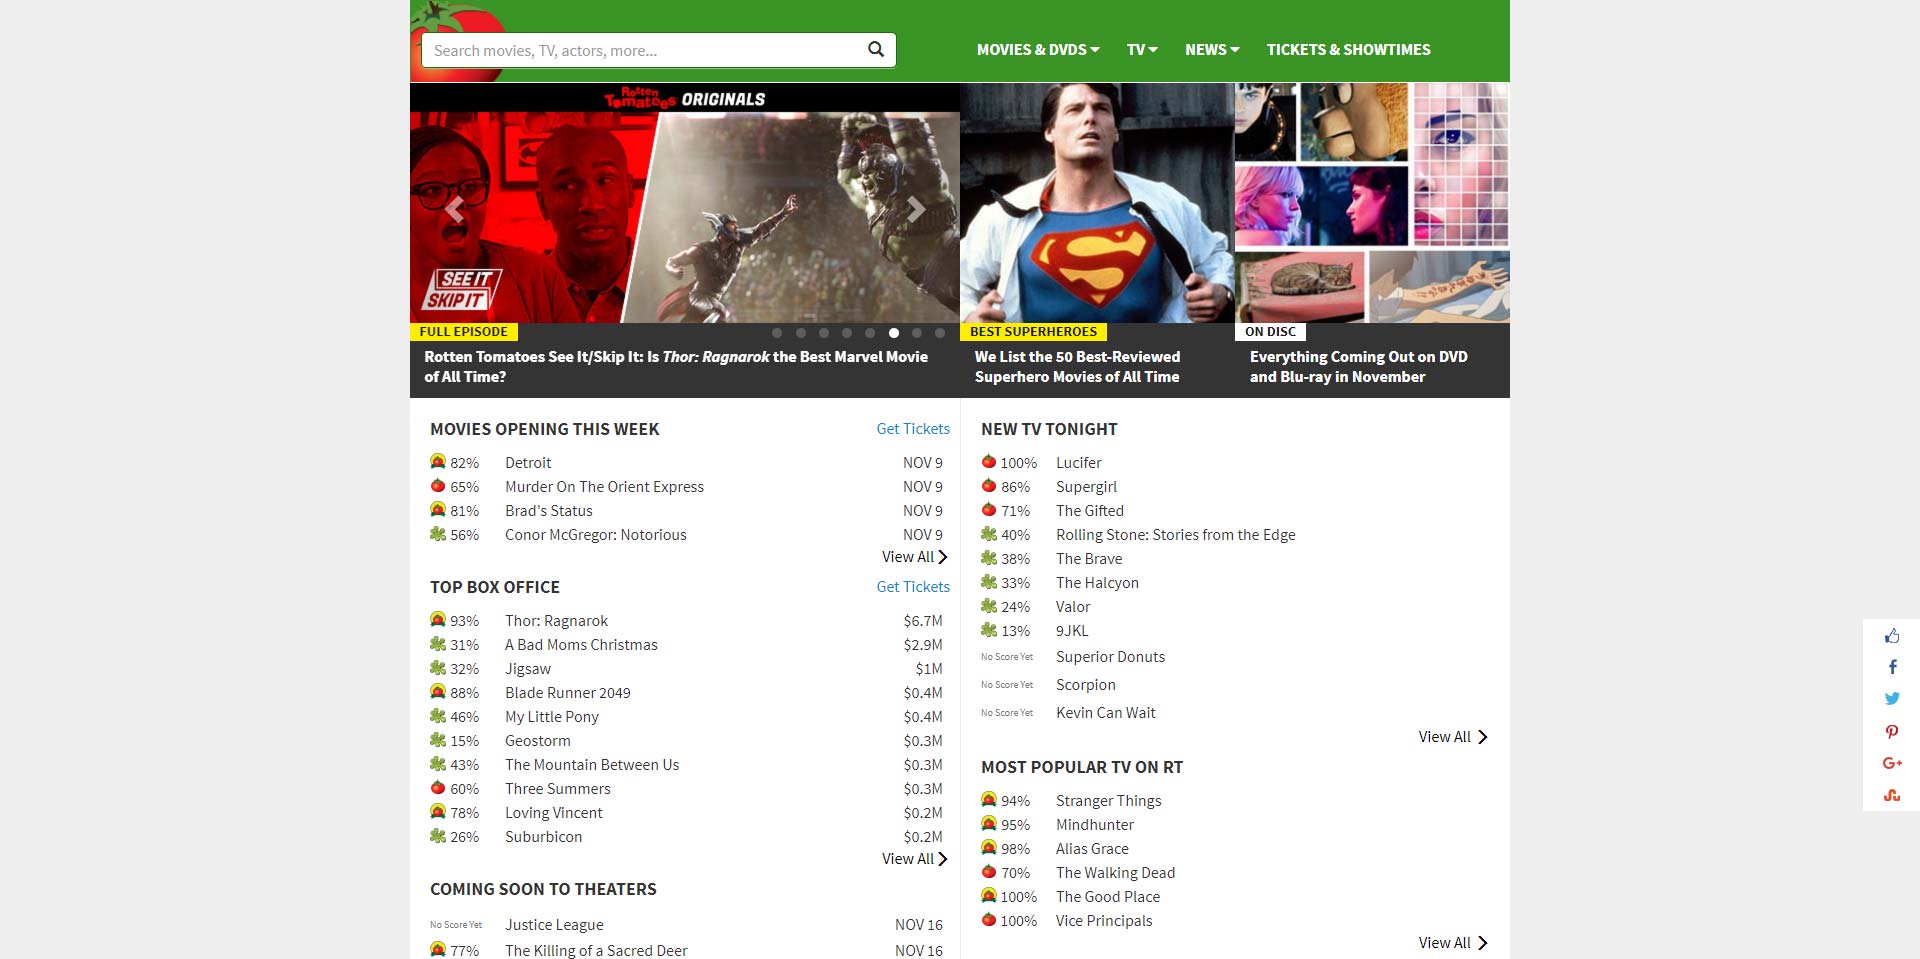 Search movies, TV, actors, more...
MOVIES & DVDS
TV
NEWS
TICKETS & SHOWTIMES
Rotten Tomatoes ORIGINALS
SEE IT
SKIP IT
FULL EPISODE
Rotten Tomatoes See It/Skip It: Is Thor: Ragnarok the Best Marvel Movie
of All Time?
BEST SUPERHEROES
We List the 50 Best-Reviewed
Superhero Movies of All Time
ON DISC
Everything Coming Out on DVD
and Blu-ray in November
MOVIES OPENING THIS WEEK Get Tickets
82% Detroit NOV 9
65% Murder On The Orient Express NOV 9
81% Brad's Status NOV 9
56% Conor McGregor: Notorious NOV 9
View All
TOP BOX OFFICE Get Tickets
93% Thor: Ragnarok $6.7M
31% A Bad Moms Christmas $2.9M
32% Jigsaw $1M
88% Blade Runner 2049 $0.4M
46% My Little Pony $0.4M
15% Geostorm $0.3M
43% The Mountain Between Us $0.3M
60% Three Summers $0.3M
78% Loving Vincent $0.2M
26% Suburbicon $0.2M
View All
COMING SOON TO THEATERS
No Score Yet Justice League NOV 16
77% The Killing of a Sacred Deer NOV 16
NEW TV TONIGHT
100% Lucifer
86% Supergirl
71% The Gifted
40% Rolling Stone: Stories from the Edge
38% The Brave
33% The Halcyon
24% Valor
13% 9JKL
No Score Yet Superior Donuts
No Score Yet Scorpion
No Score Yet Kevin Can Wait
View All
MOST POPULAR TV ON RT
94% Stranger Things
95% Mindhunter
98% Alias Grace
70% The Walking Dead
100% The Good Place
100% Vice Principals
View All